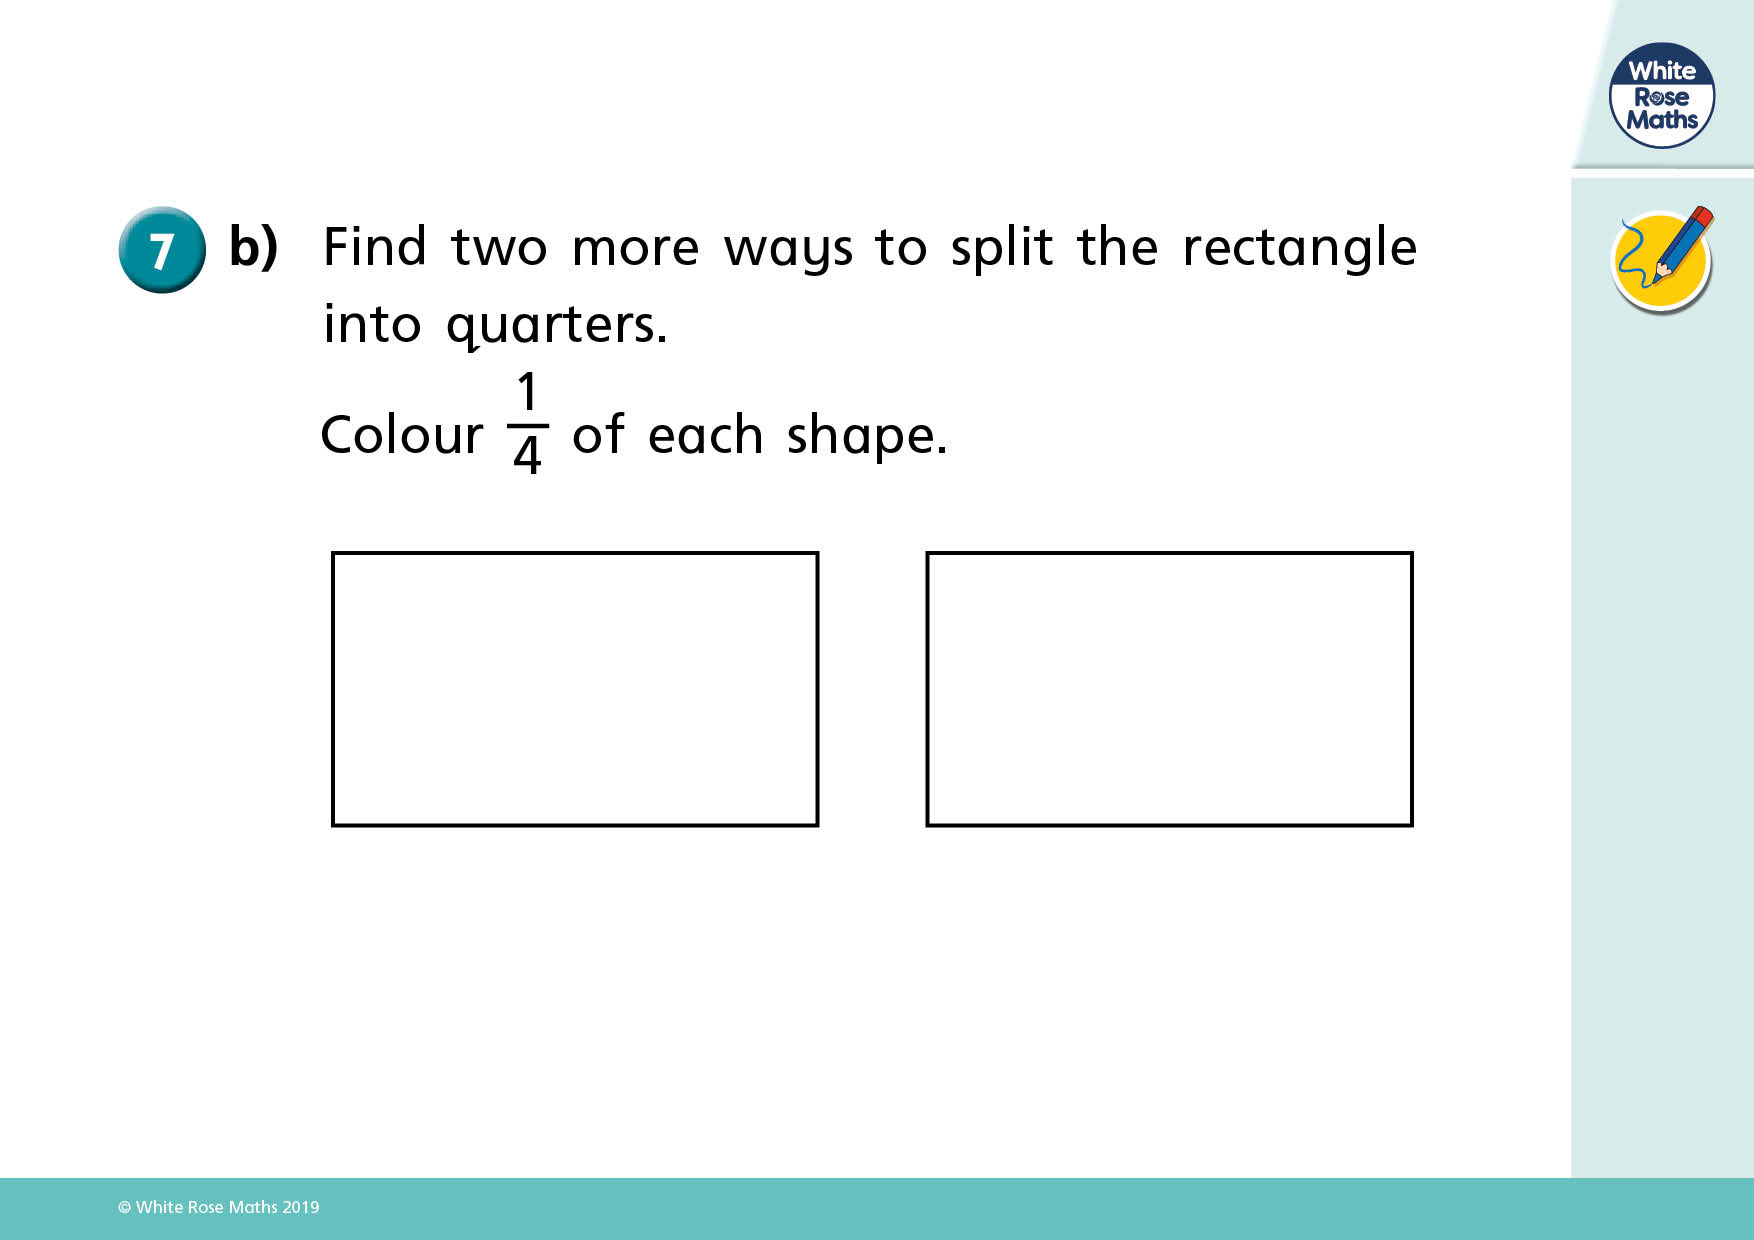 White
Rose
Maths
7 b) Find two more ways to split the rectangle
into quarters.
Colour 1/4 of each shape.
© White Rose Maths 2019